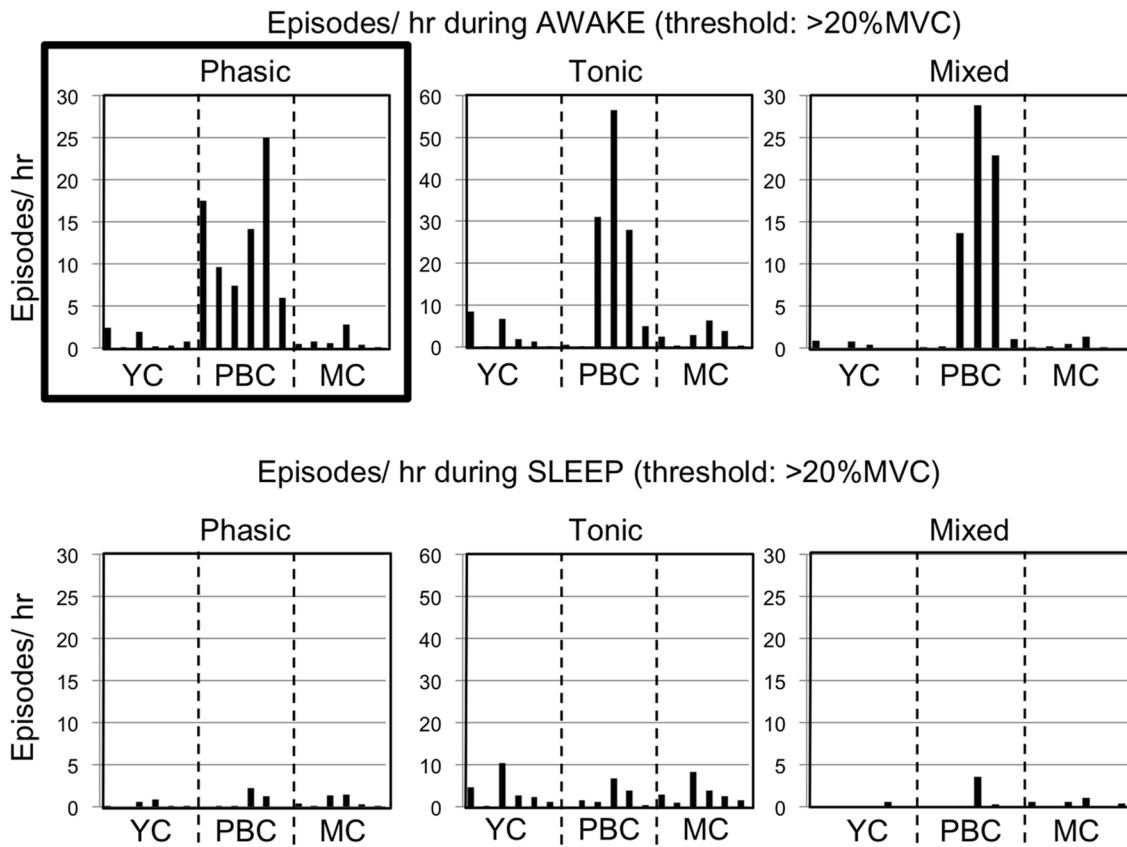 Episodes/ hr during AWAKE (threshold: >20%MVC)
Phasic Tonic Mixed
Episodes/ hr
30 25 20 15 10 5 0
60 50 40 30 20 10 0
30 25 20 15 10 5 0
YC PBC MC YC PBC MC YC PBC MC
Episodes/ hr during SLEEP (threshold: >20%MVC)
Phasic Tonic Mixed
Episodes/ hr
30 25 20 15 10 5 0
60 50 40 30 20 10 0
30 25 20 15 10 5 0
YC PBC MC YC PBC MC YC PBC MC